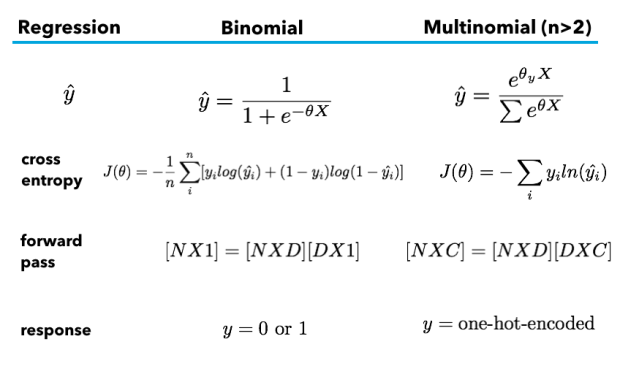 Regression Binomial Multinomial (n>2)
ŷ ŷ = 1 / (1 + e^{−θX}) ŷ = e^{θ_y X} / ∑ e^{θX}
cross entropy J(θ) = −1/n ∑_i^n [y_i log(ŷ_i) + (1 − y_i)log(1 − ŷ_i)] J(θ) = − ∑_i y_i ln(ŷ_i)
forward pass [NX1] = [NXD][DX1] [NXC] = [NXD][DXC]
response y = 0 or 1 y = one-hot-encoded